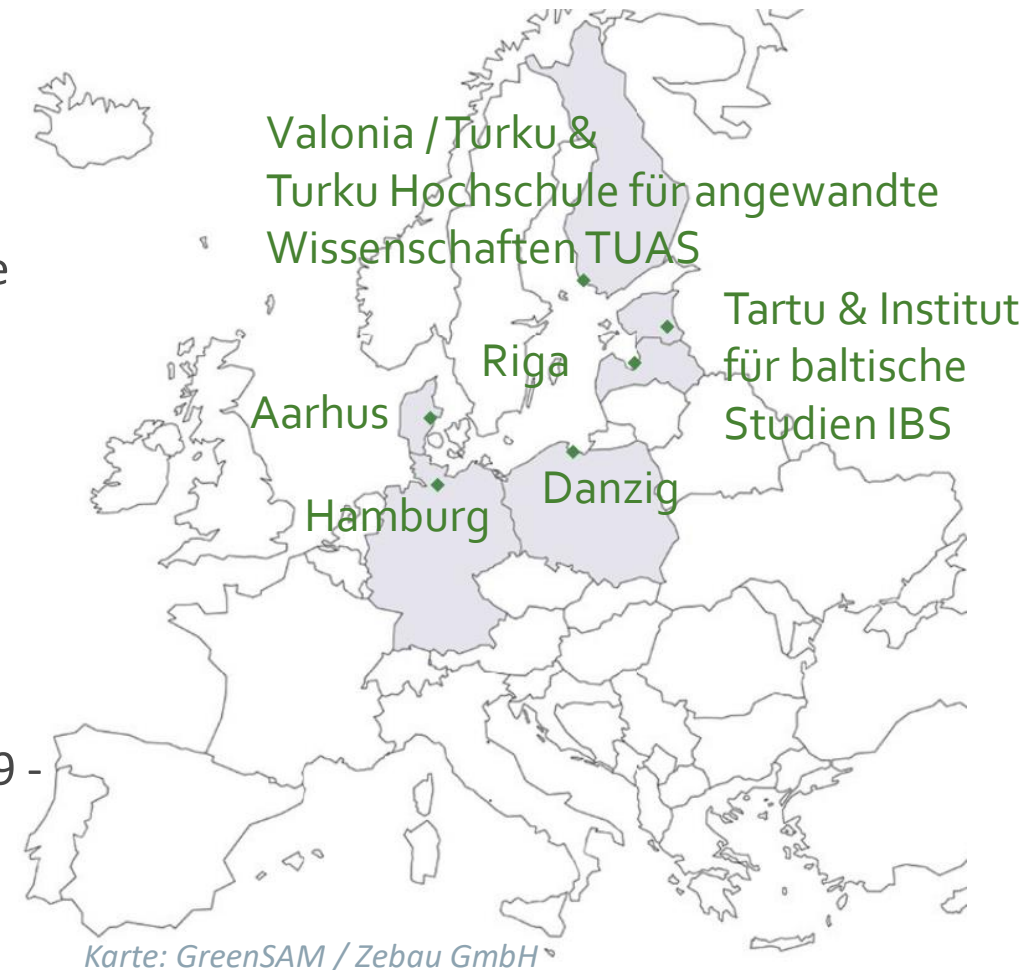 Valonia / Turku &
Turku Hochschule für angewandte
Wissenschaften TUAS
e
Tartu & Institut
für baltische
Studien IBS
Riga
Aarhus
Danzig
Hamburg
9 -
Karte: GreenSAM / Zebau GmbH